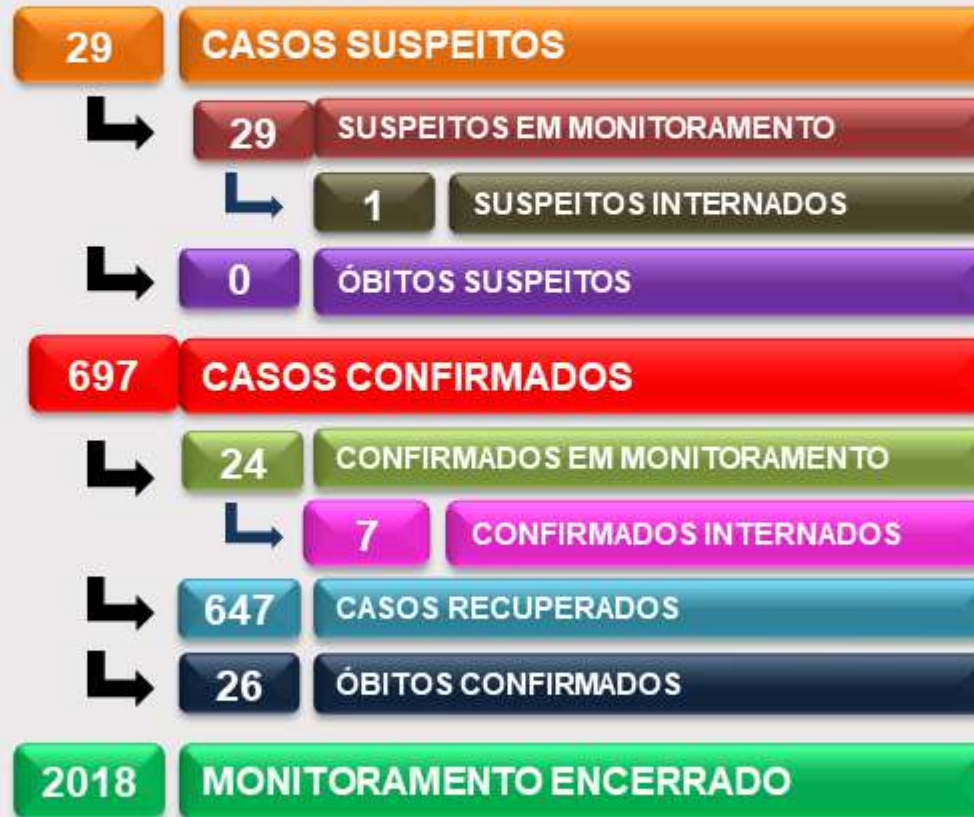 29 CASOS SUSPEITOS
29 SUSPEITOS EM MONITORAMENTO
1 SUSPEITOS INTERNADOS
0 ÓBITOS SUSPEITOS
697 CASOS CONFIRMADOS
24 CONFIRMADOS EM MONITORAMENTO
7 CONFIRMADOS INTERNADOS
647 CASOS RECUPERADOS
26 ÓBITOS CONFIRMADOS
2018 MONITORAMENTO ENCERRADO